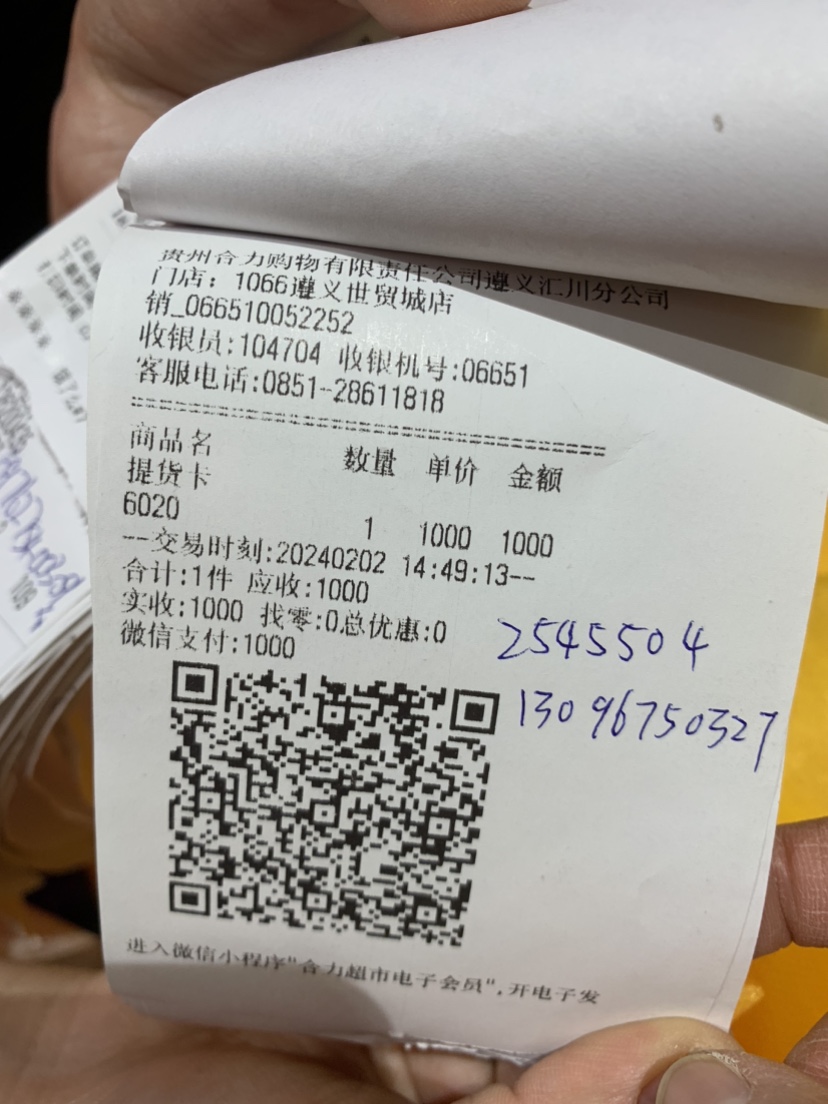 贵州合力购物有限责任公司遵义汇川分公司
门店：1066遵义世贸城店
销_066510052252
收银员:104704 收银机号:06651
客服电话:0851-28611818
商品名 数量 单价 金额
提货卡
6020 1 1000 1000
--交易时刻:20240202 14:49:13--
合计:1件 应收:1000
实收:1000 找零:0总优惠:0
微信支付:1000
2545504
13096750327
进入微信小程序"合力超市电子会员",开电子发